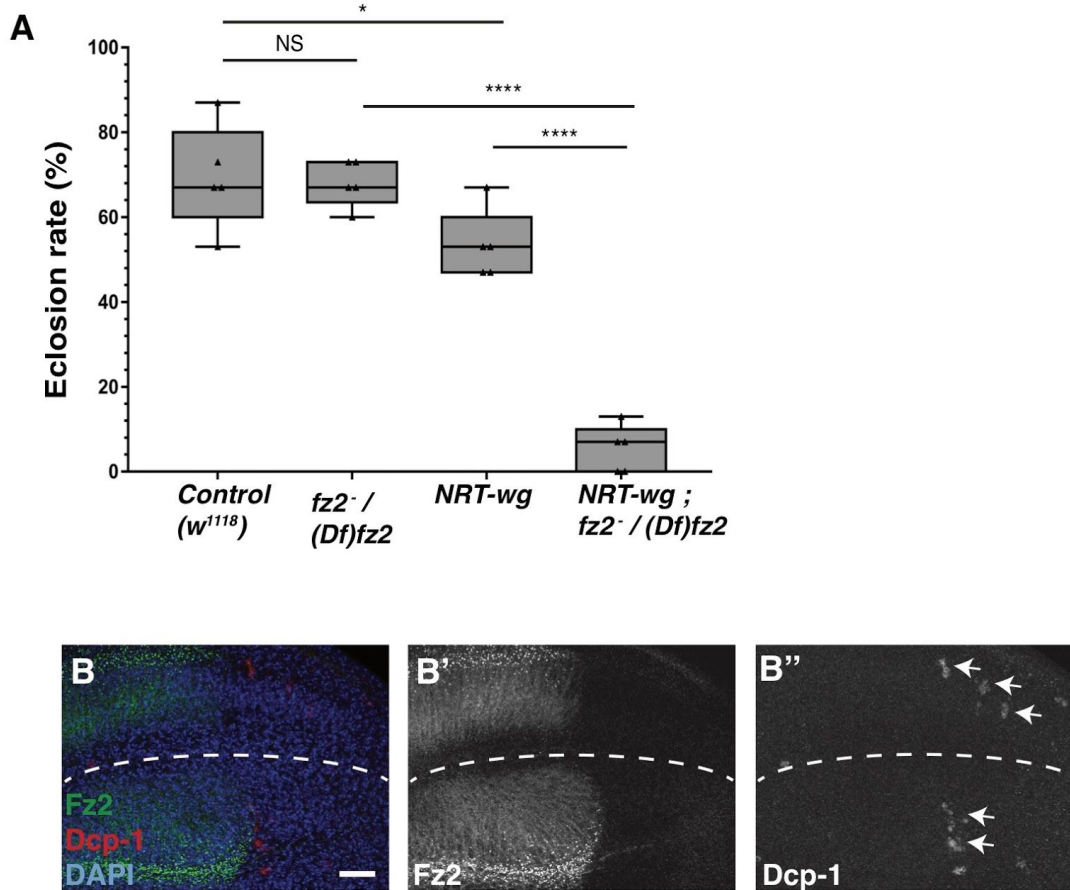 A
*
NS
****
****
100
80
60
40
20
0
Eclosion rate (%)
Control
(w¹¹¹⁸)
fz2⁻ /
(Df)fz2
NRT-wg
NRT-wg ;
fz2⁻ / (Df)fz2
B
Fz2
Dcp-1
DAPI
B'
Fz2
B''
Dcp-1